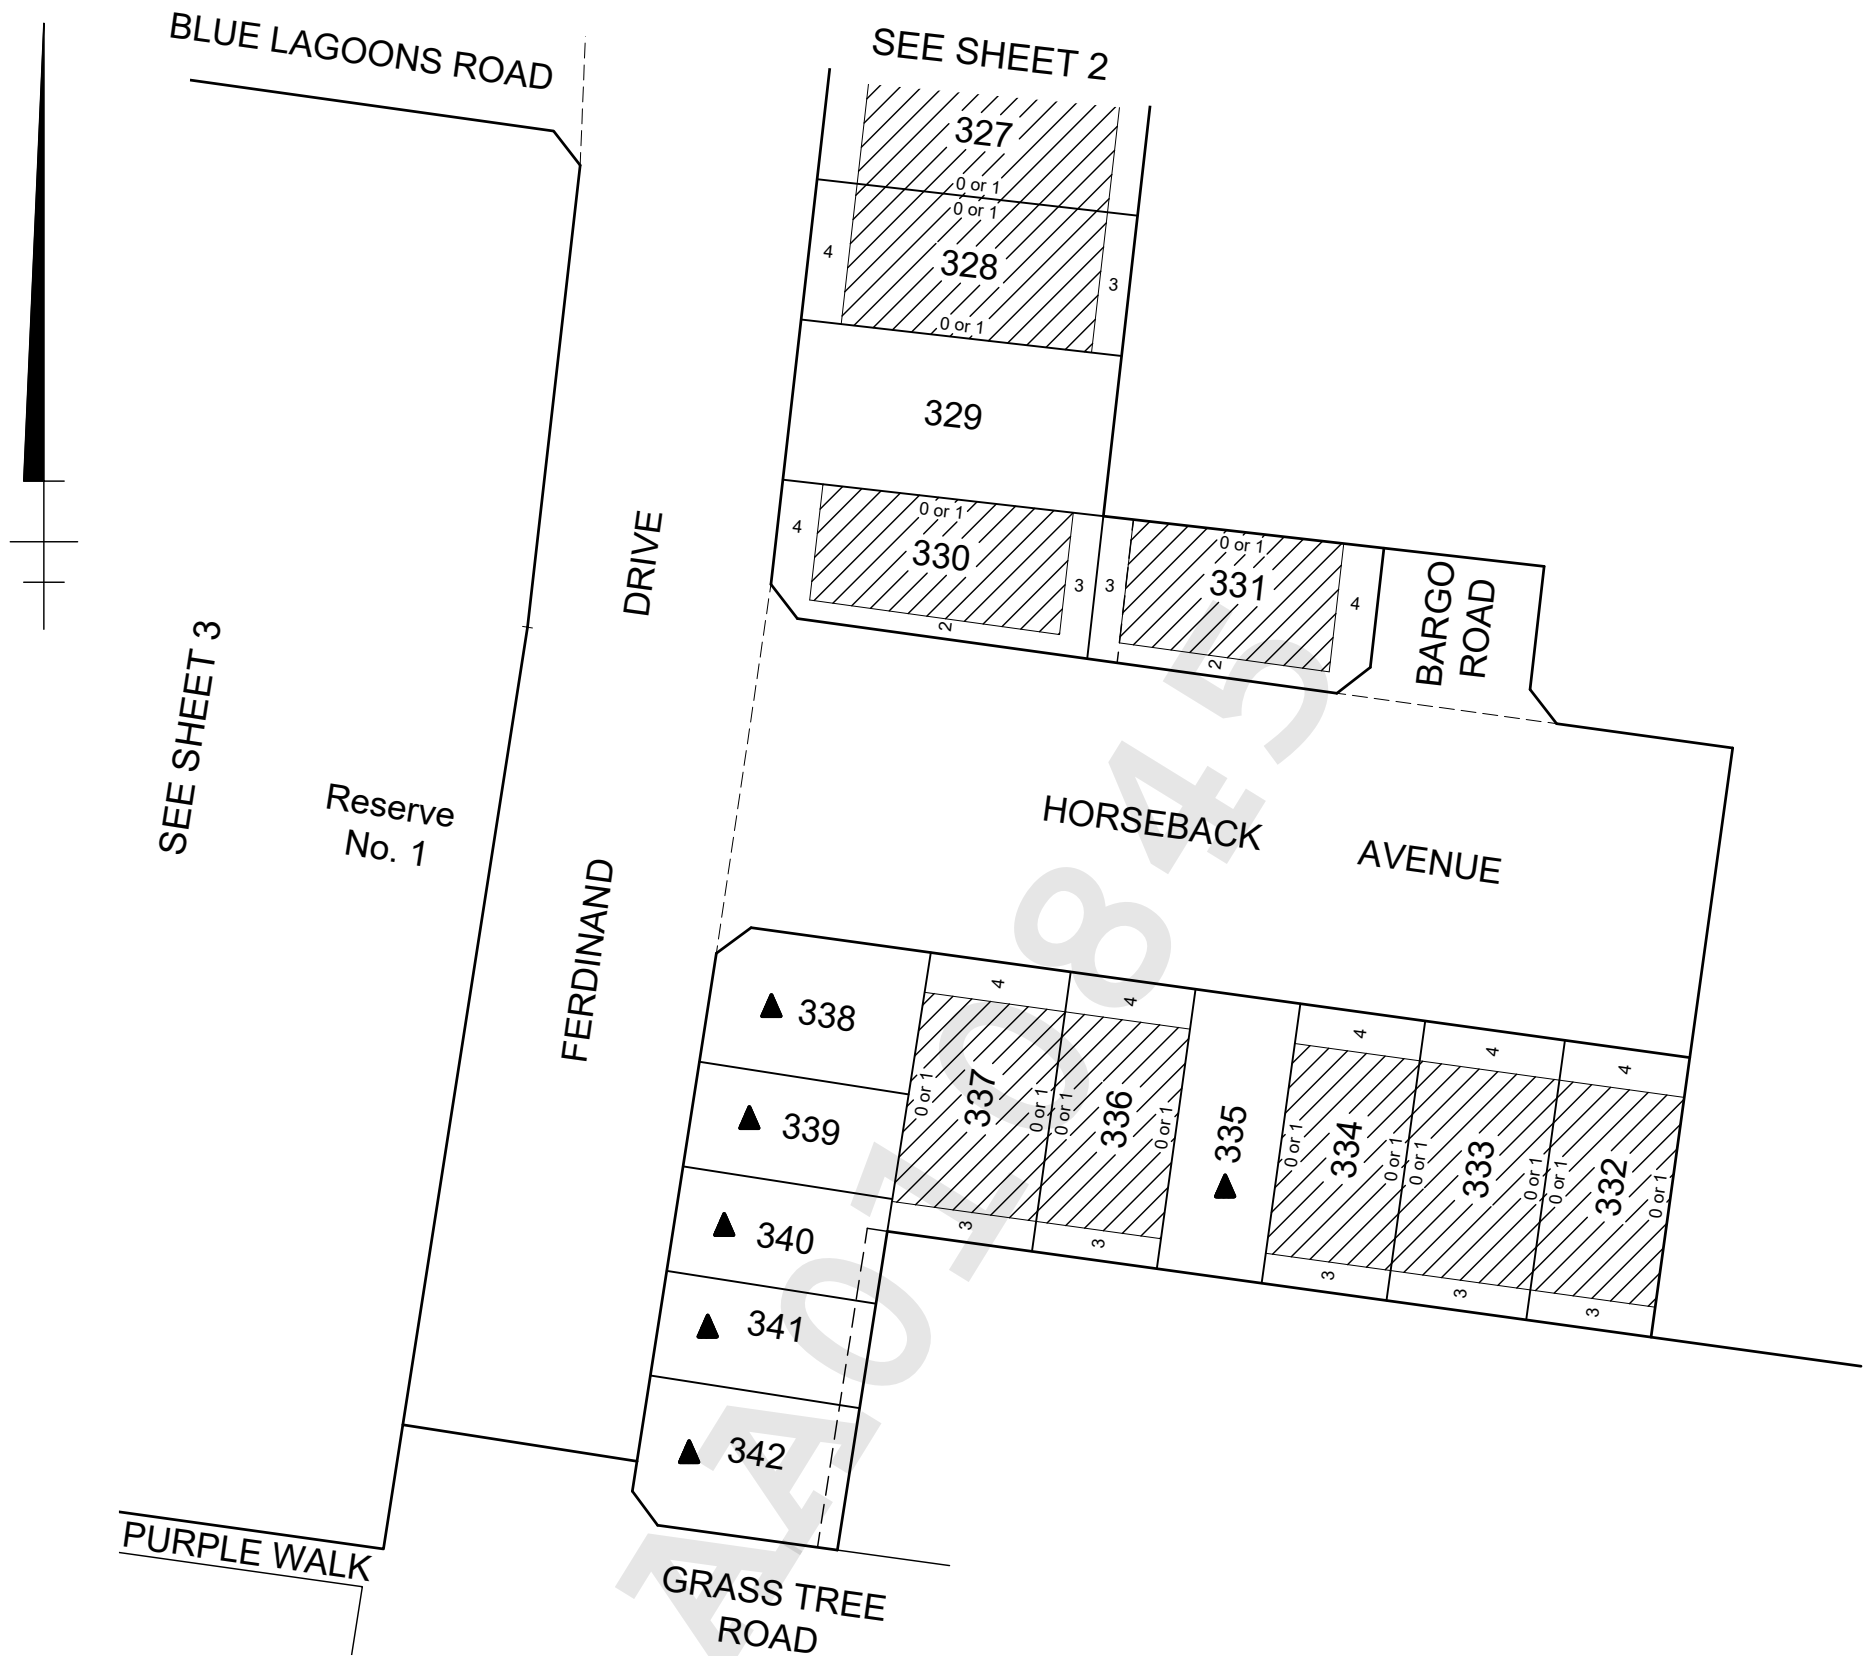 BLUE LAGOONS ROAD
SEE SHEET 2
327
0 or 1
0 or 1
4
328
3
0 or 1
329
4
0 or 1
330
3
2
3
0 or 1
331
4
2
BARGO
ROAD
DRIVE
SEE SHEET 3
Reserve
No. 1
HORSEBACK AVENUE
FERDINAND
338
339
340
341
342
4
0 or 1
337
0 or 1
3
4
0 or 1
336
0 or 1
3
335
4
0 or 1
334
0 or 1
3
4
0 or 1
333
0 or 1
3
4
0 or 1
332
0 or 1
3
PURPLE WALK
GRASS TREE
ROAD
AA010845